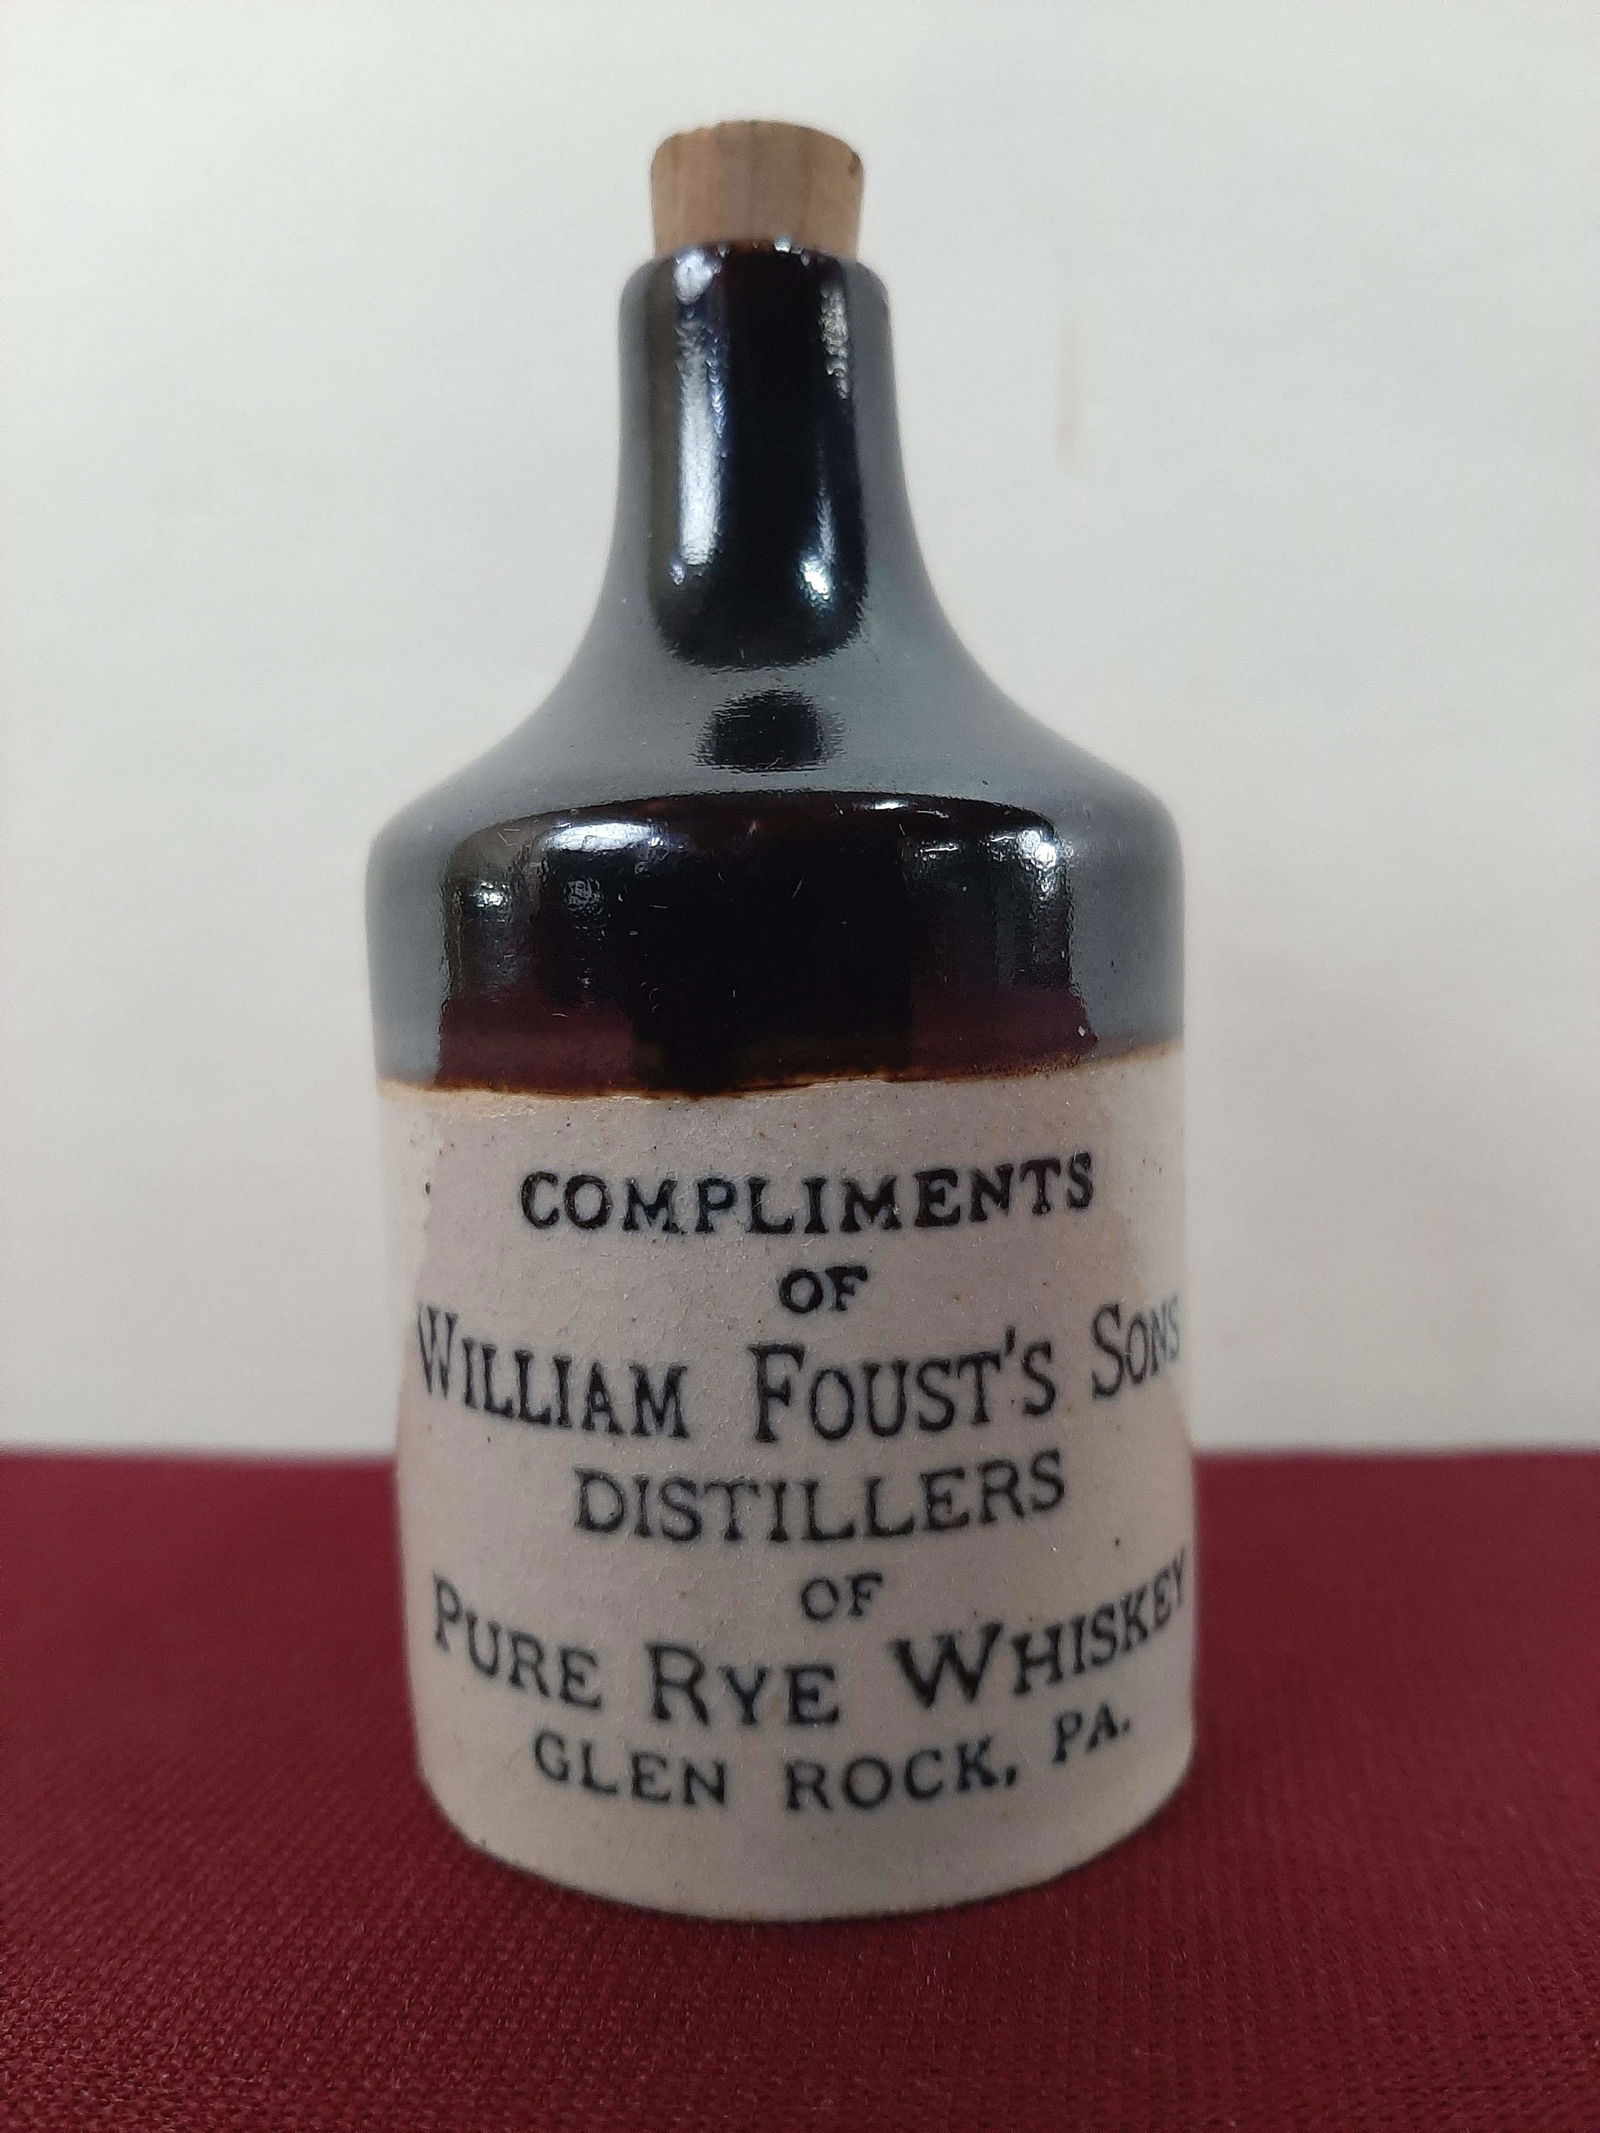 COMPLIMENTS
OF
WILLIAM FOUST'S SONS
DISTILLERS
OF
PURE RYE WHISKEY
GLEN ROCK, PA.